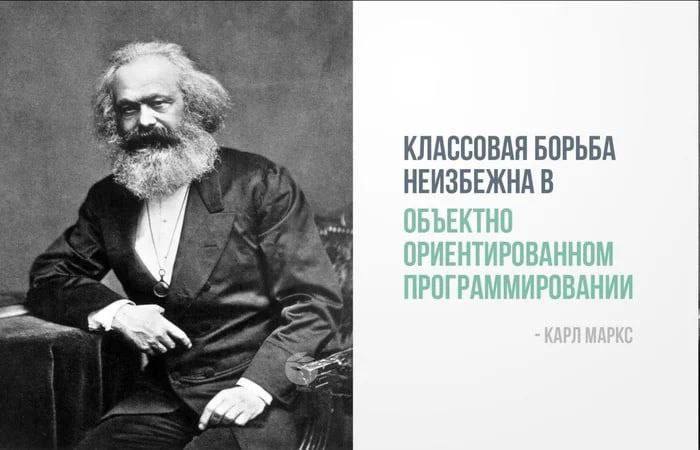 КЛАССОВАЯ БОРЬБА
НЕИЗБЕЖНА В
ОБЪЕКТНО
ОРИЕНТИРОВАННОМ
ПРОГРАММИРОВАНИИ
- КАРЛ МАРКС